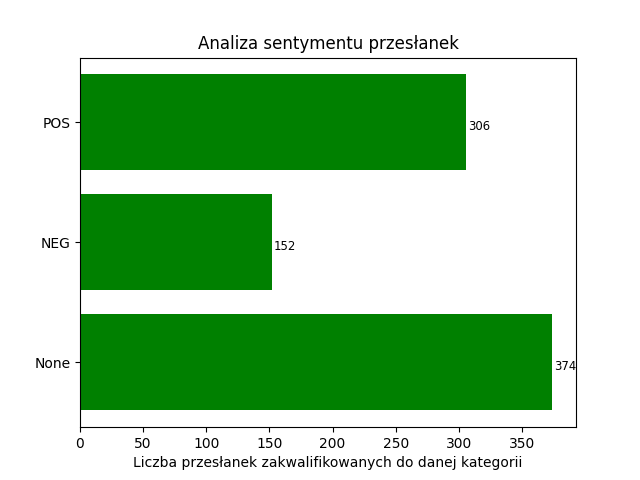 Analiza sentymentu przesłanek
POS
306
NEG
152
None
374
0 50 100 150 200 250 300 350
Liczba przesłanek zakwalifikowanych do danej kategorii